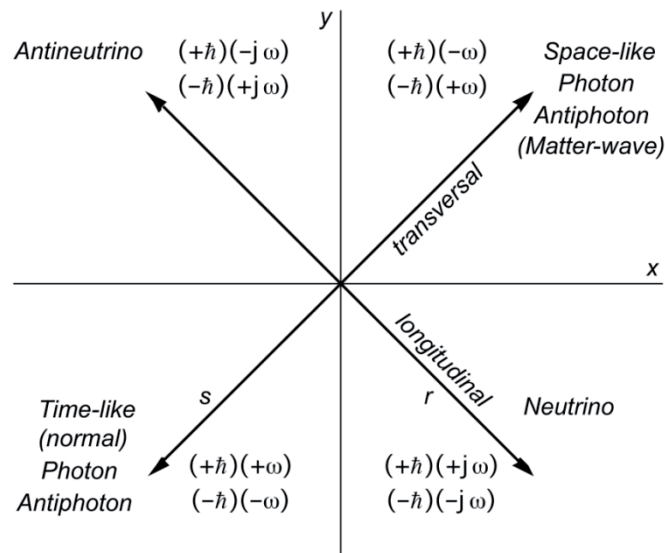 y
Antineutrino
(+ħ)(−j ω)
(−ħ)(+j ω)
(+ħ)(−ω)
(−ħ)(+ω)
Space-like
Photon
Antiphoton
(Matter-wave)
transversal
x
longitudinal
s
r
Time-like
(normal)
Photon
Antiphoton
(+ħ)(+ω)
(−ħ)(−ω)
(+ħ)(+j ω)
(−ħ)(−j ω)
Neutrino